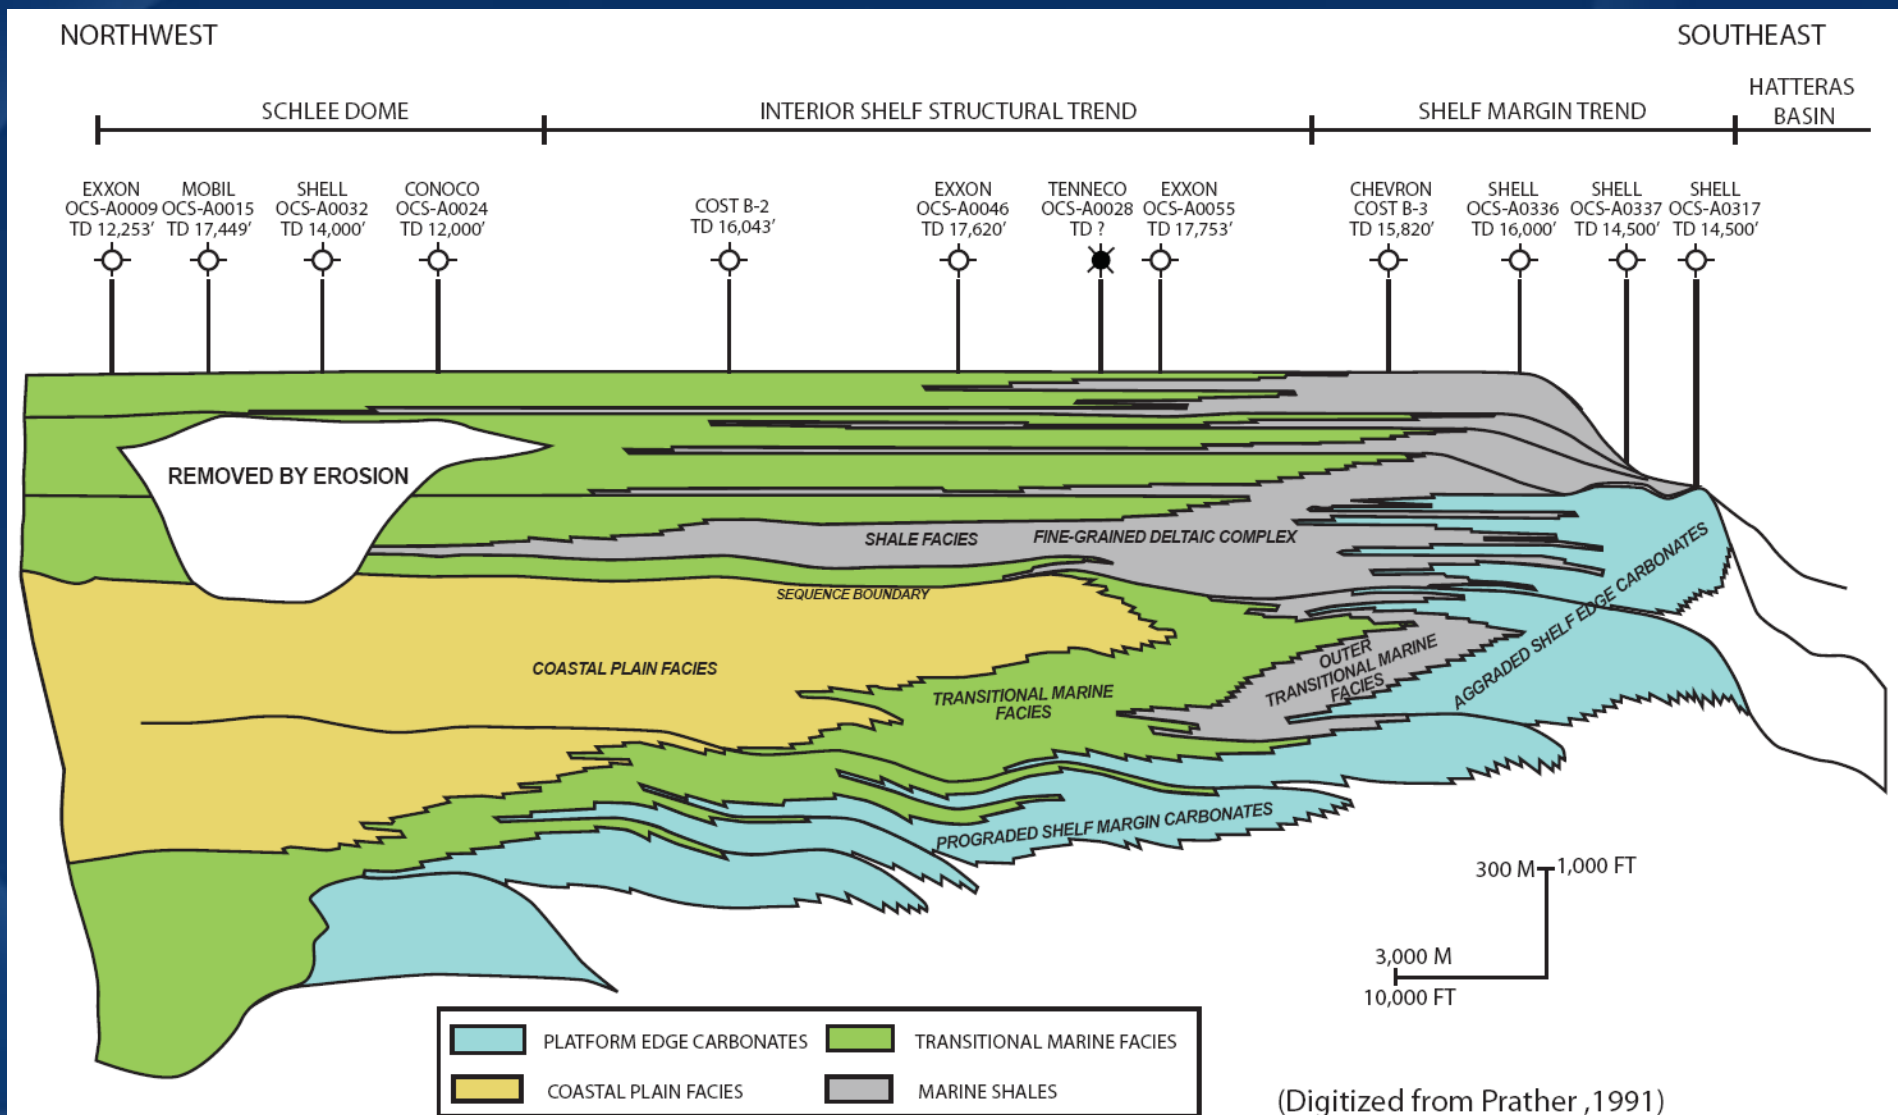 NORTHWEST
SOUTHEAST
SCHLEE DOME
INTERIOR SHELF STRUCTURAL TREND
SHELF MARGIN TREND
HATTERAS
BASIN
EXXON
OCS-A0009
TD 12,253'
MOBIL
OCS-A0015
TD 17,449'
SHELL
OCS-A0032
TD 14,000'
CONOCO
OCS-A0024
TD 12,000'
COST B-2
TD 16,043'
EXXON
OCS-A0046
TD 17,620'
TENNECO
OCS-A0028
TD ?
EXXON
OCS-A0055
TD 17,753'
CHEVRON
COST B-3
TD 15,820'
SHELL
OCS-A0336
TD 16,000'
SHELL
OCS-A0337
TD 14,500'
SHELL
OCS-A0317
TD 14,500'
REMOVED BY EROSION
SHALE FACIES
FINE-GRAINED DELTAIC COMPLEX
SEQUENCE BOUNDARY
COASTAL PLAIN FACIES
TRANSITIONAL MARINE
FACIES
OUTER
TRANSITIONAL MARINE
FACIES
AGGRADED SHELF EDGE CARBONATES
PROGRADED SHELF MARGIN CARBONATES
300 M
1,000 FT
3,000 M
10,000 FT
PLATFORM EDGE CARBONATES
TRANSITIONAL MARINE FACIES
COASTAL PLAIN FACIES
MARINE SHALES
(Digitized from Prather ,1991)